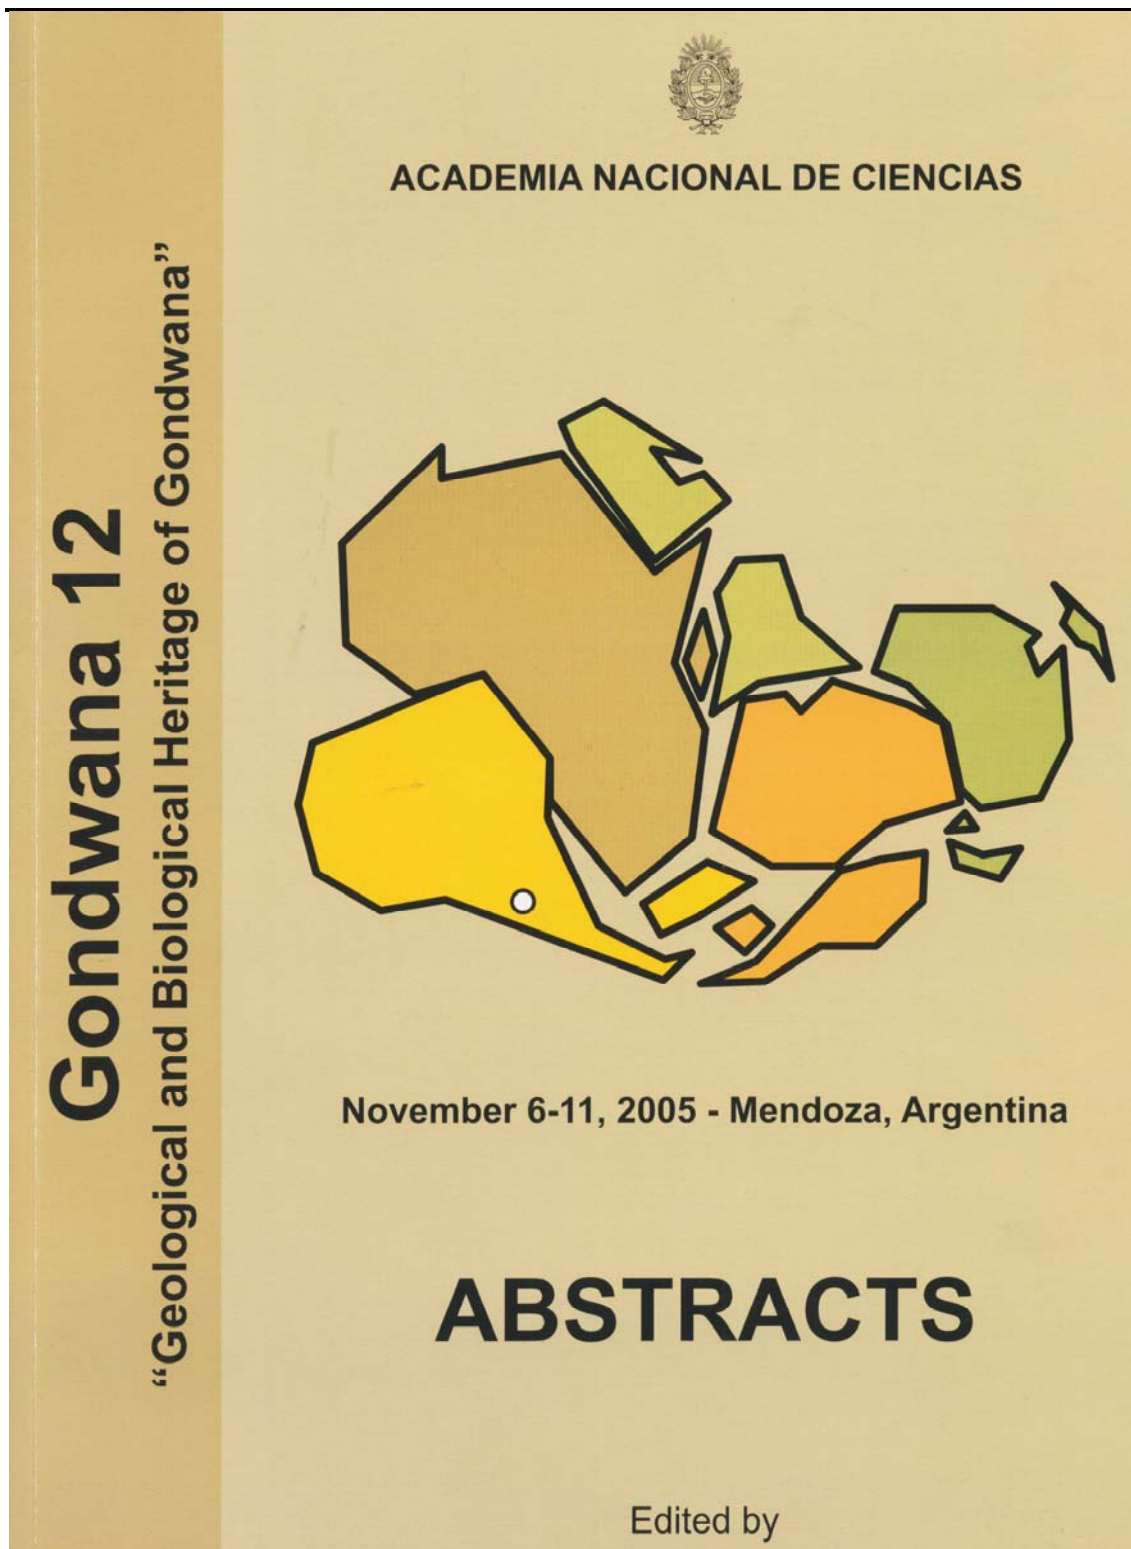 ACADEMIA NACIONAL DE CIENCIAS
Gondwana 12
“Geological and Biological Heritage of Gondwana”
November 6-11, 2005 - Mendoza, Argentina
ABSTRACTS
Edited by